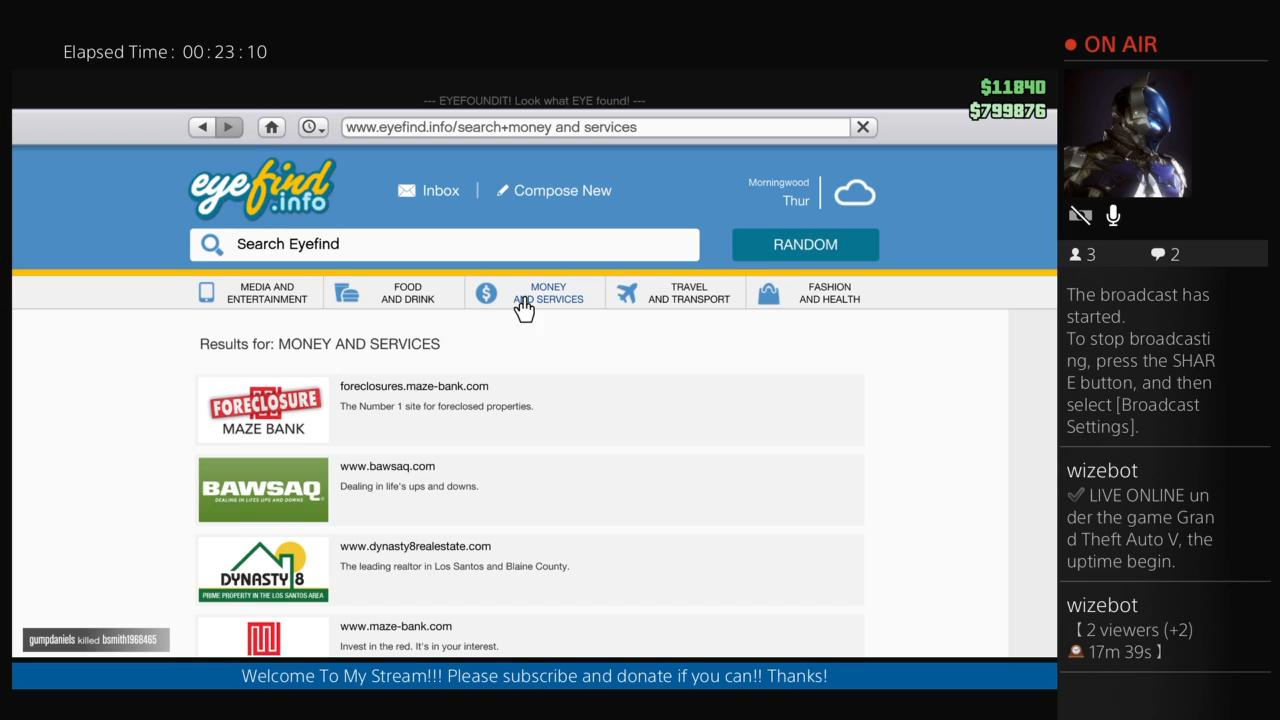 Elapsed Time: 00:23:10
ON AIR
--- EYEFOUNDIT! Look what EYE found! ---
$11840
$799876
www.eyefind.info/search+money and services
eyefind
.info
Inbox
Compose New
Morningwood
Thur
Search Eyefind
RANDOM
MEDIA AND
ENTERTAINMENT
FOOD
AND DRINK
MONEY
AND SERVICES
TRAVEL
AND TRANSPORT
FASHION
AND HEALTH
Results for: MONEY AND SERVICES
FORECLOSURE
MAZE BANK
foreclosures.maze-bank.com
The Number 1 site for foreclosed properties.
BAWSAQ
DEALING IN LIFES UPS AND DOWNS
www.bawsaq.com
Dealing in life's ups and downs.
DYNASTY 8
PRIME PROPERTY IN THE LOS SANTOS AREA
www.dynasty8realestate.com
The leading realtor in Los Santos and Blaine County.
www.maze-bank.com
Invest in the red. It's in your interest.
gumpdaniels killed bsmith1968465
Welcome To My Stream!!! Please subscribe and donate if you can!! Thanks!
3
2
The broadcast has
started.
To stop broadcasti
ng, press the SHAR
E button, and then
select [Broadcast
Settings].
wizebot
✓ LIVE ONLINE un
der the game Gran
d Theft Auto V, the
uptime begin.
wizebot
【 2 viewers (+2)
17m 39s 】